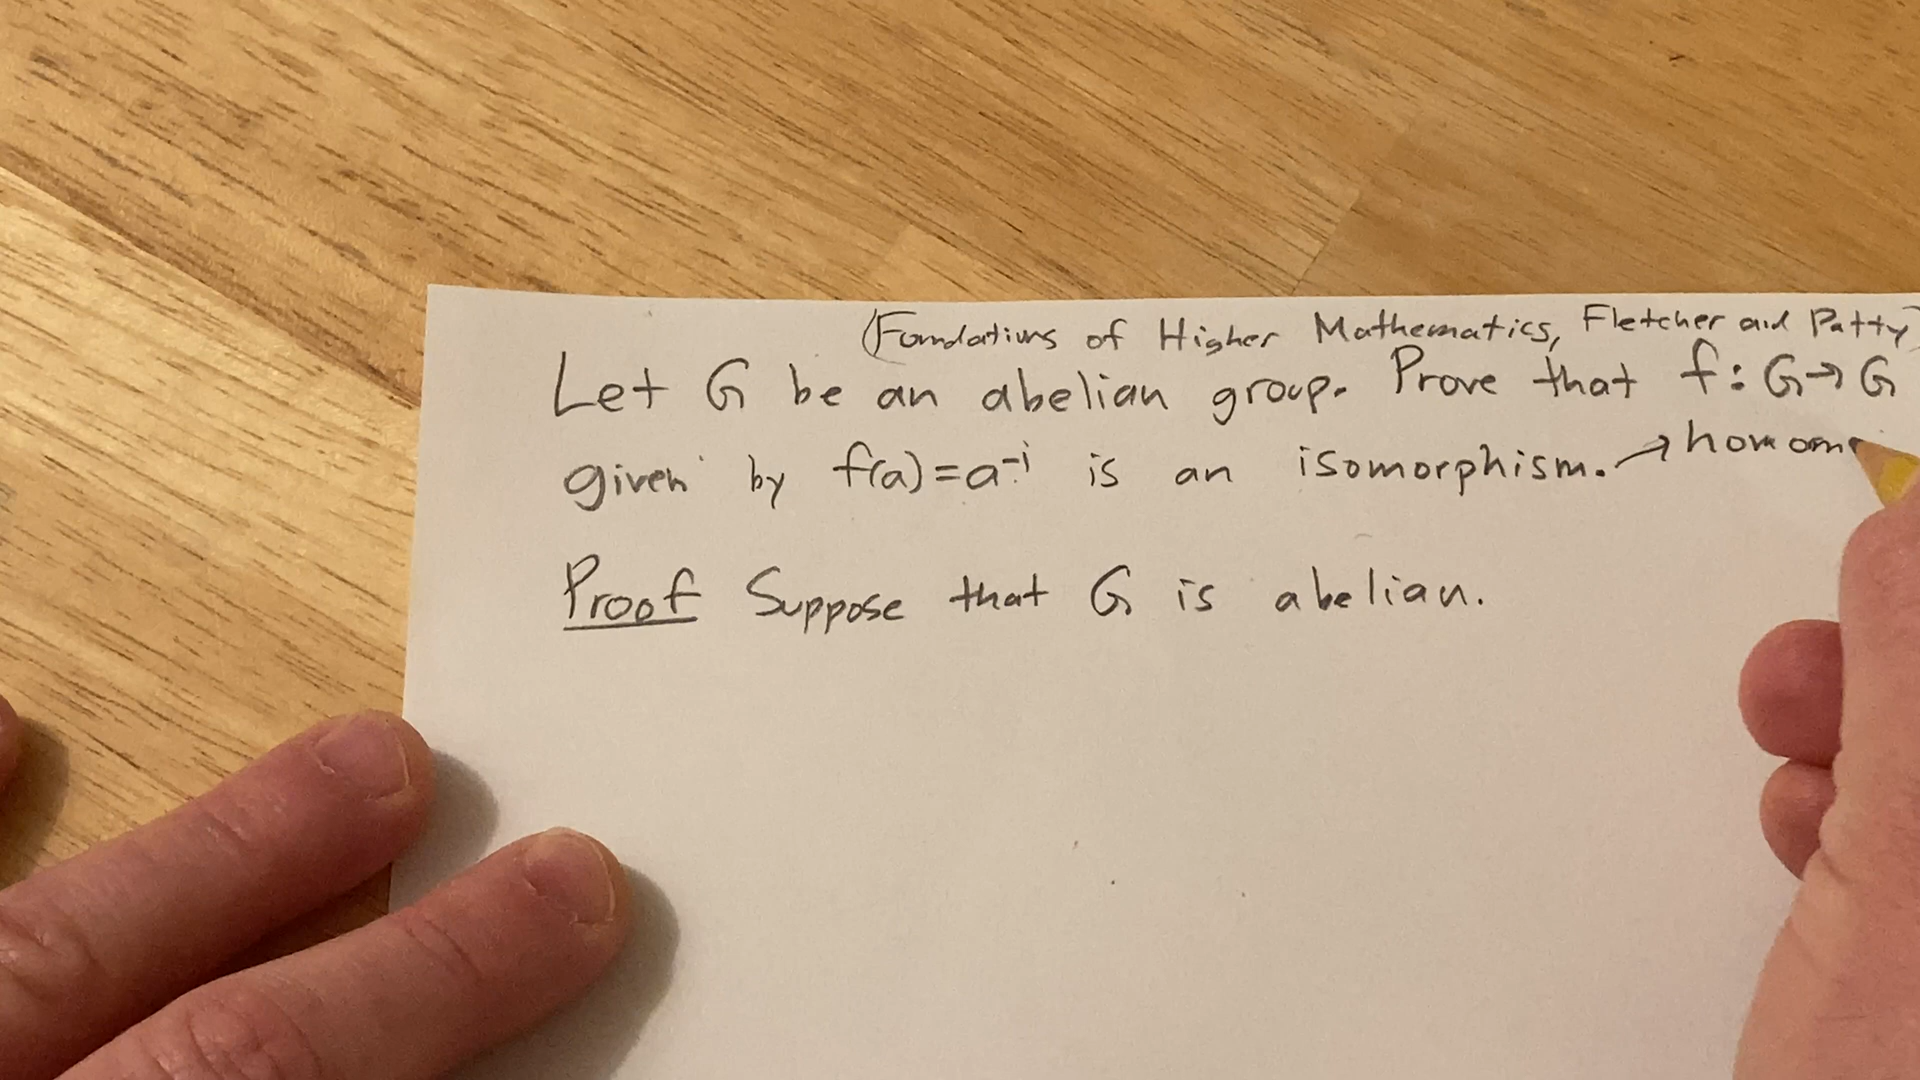 (Foundations of Higher Mathematics, Fletcher and Patty)
Let G be an abelian group. Prove that f: G→G
given by f(a)=a⁻¹ is an isomorphism. → homom
Proof Suppose that G is abelian.